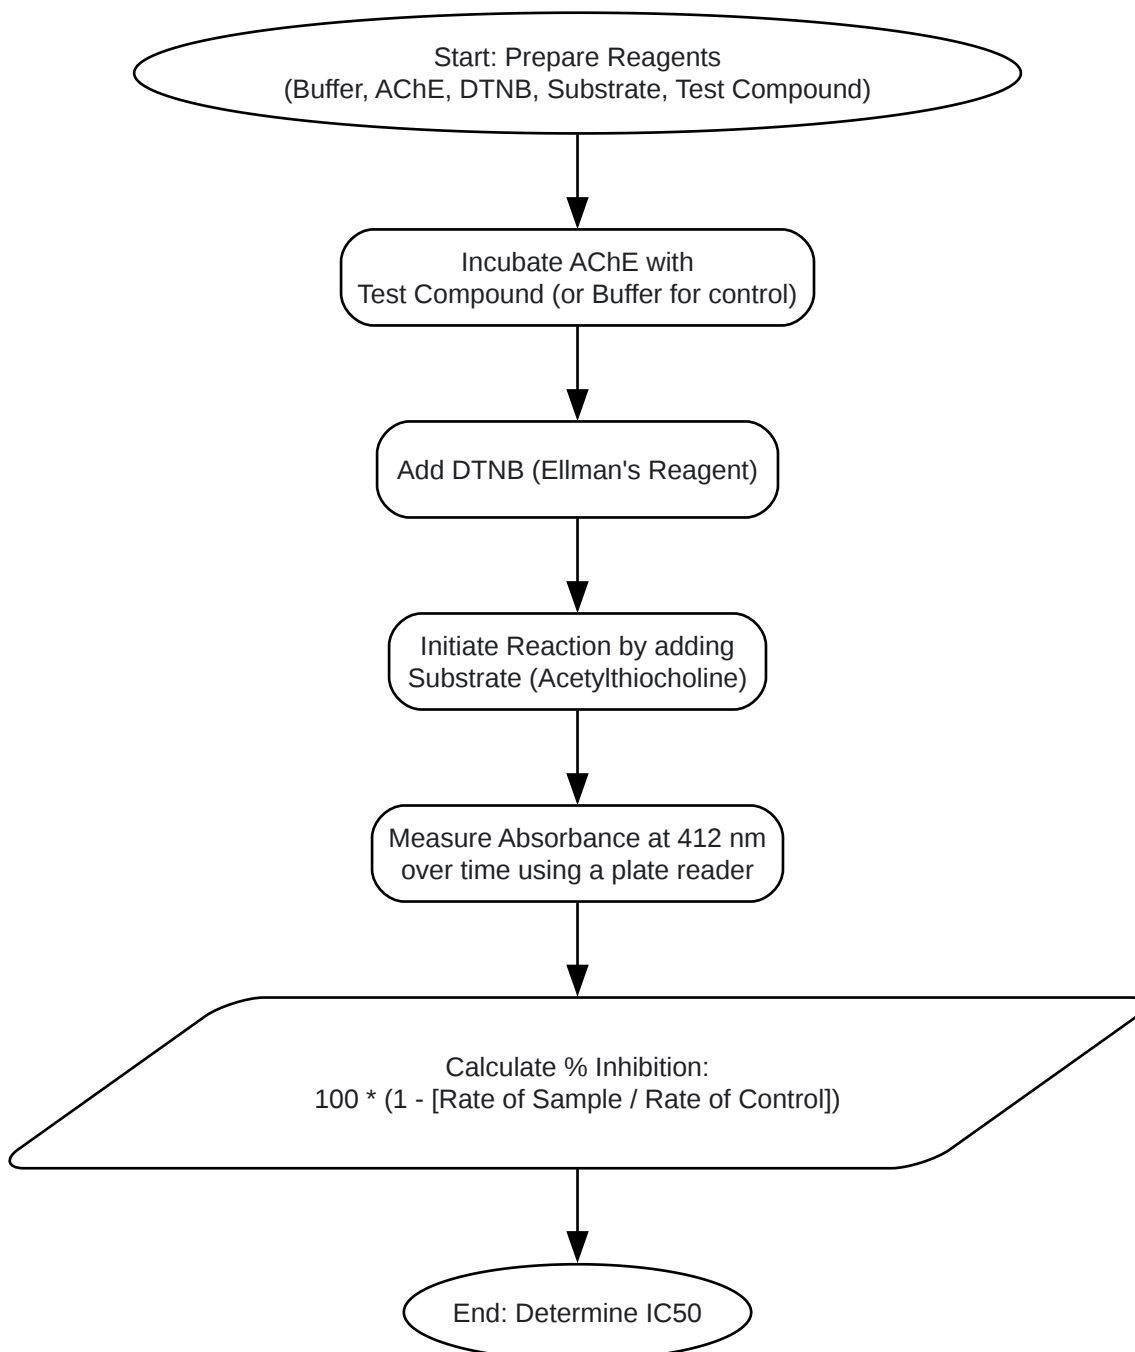 Start: Prepare Reagents
(Buffer, AChE, DTNB, Substrate, Test Compound)
Incubate AChE with
Test Compound (or Buffer for control)
Add DTNB (Ellman's Reagent)
Initiate Reaction by adding
Substrate (Acetylthiocholine)
Measure Absorbance at 412 nm
over time using a plate reader
Calculate % Inhibition:
100 * (1 - [Rate of Sample / Rate of Control])
End: Determine IC50